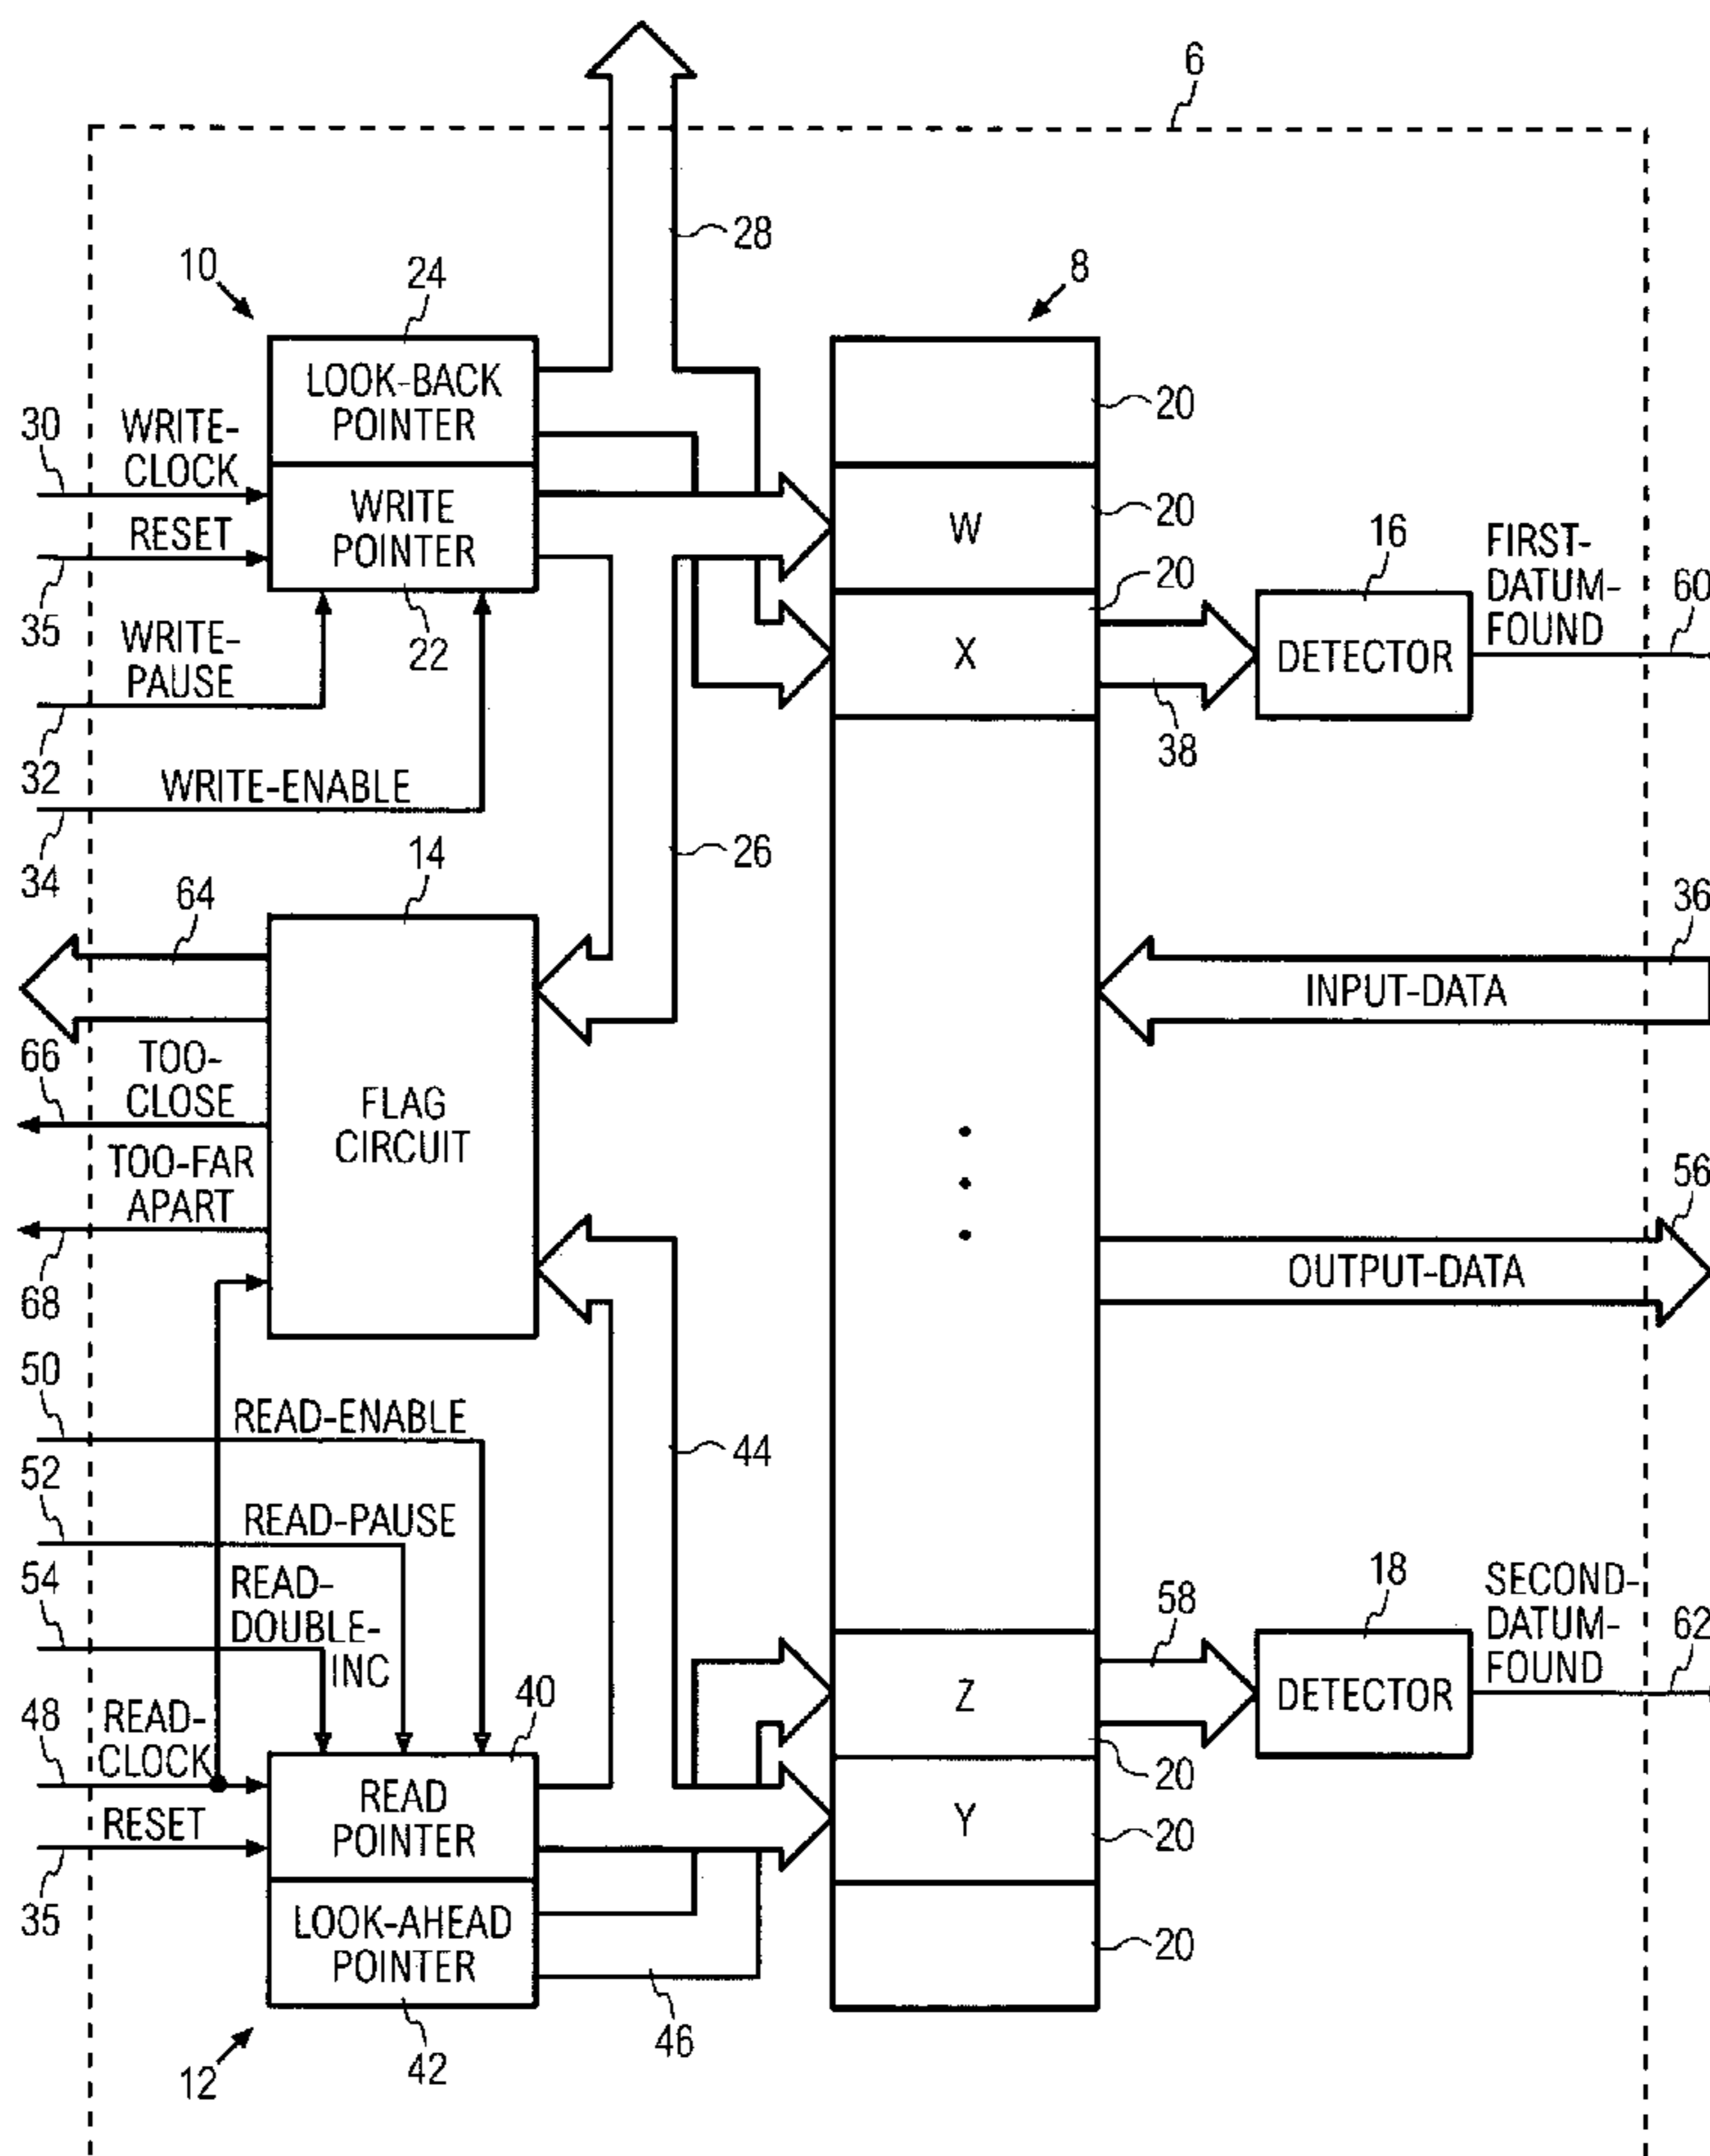 6
28
10
24
8
LOOK-BACK
POINTER
20
30
WRITE-
CLOCK
WRITE
POINTER
W
20
RESET
16
FIRST-
DATUM-
FOUND
20
60
35
WRITE-
PAUSE
22
X
DETECTOR
38
32
WRITE-ENABLE
34
14
26
64
36
INPUT-DATA
66
TOO-
CLOSE
FLAG
CIRCUIT
TOO-FAR
APART
56
OUTPUT-DATA
68
50
READ-ENABLE
44
52
READ-PAUSE
54
READ-
DOUBLE-
INC
58
18
SECOND-
DATUM-
FOUND
62
40
Z
DETECTOR
48
READ-
CLOCK
20
READ
POINTER
Y
20
RESET
35
LOOK-AHEAD
POINTER
20
46
42
12